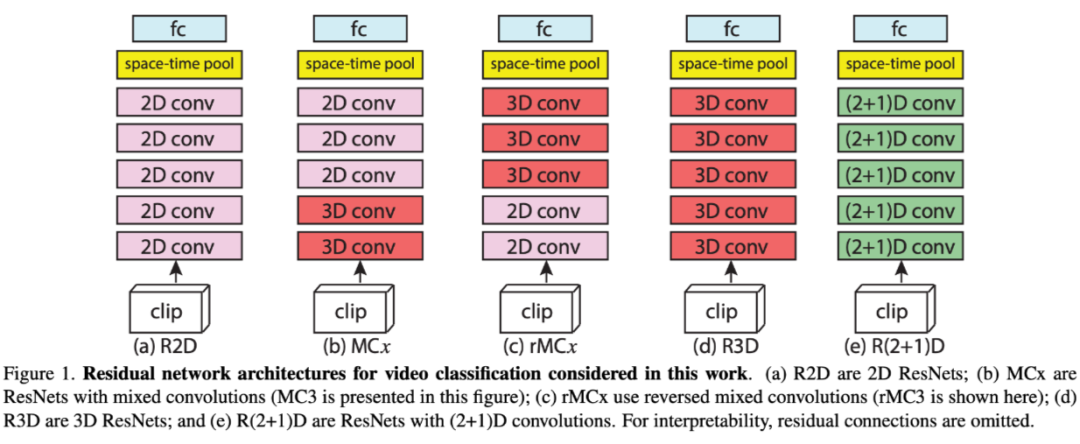 fc fc fc fc fc
space-time pool space-time pool space-time pool space-time pool space-time pool
2D conv 2D conv 3D conv 3D conv (2+1)D conv
2D conv 2D conv 3D conv 3D conv (2+1)D conv
2D conv 2D conv 3D conv 3D conv (2+1)D conv
2D conv 3D conv 2D conv 3D conv (2+1)D conv
2D conv 3D conv 2D conv 3D conv (2+1)D conv
clip clip clip clip clip
(a) R2D (b) MCx (c) rMCx (d) R3D (e) R(2+1)D
Figure 1. Residual network architectures for video classification considered in this work. (a) R2D are 2D ResNets; (b) MCx are
ResNets with mixed convolutions (MC3 is presented in this figure); (c) rMCx use reversed mixed convolutions (rMC3 is shown here); (d)
R3D are 3D ResNets; and (e) R(2+1)D are ResNets with (2+1)D convolutions. For interpretability, residual connections are omitted.